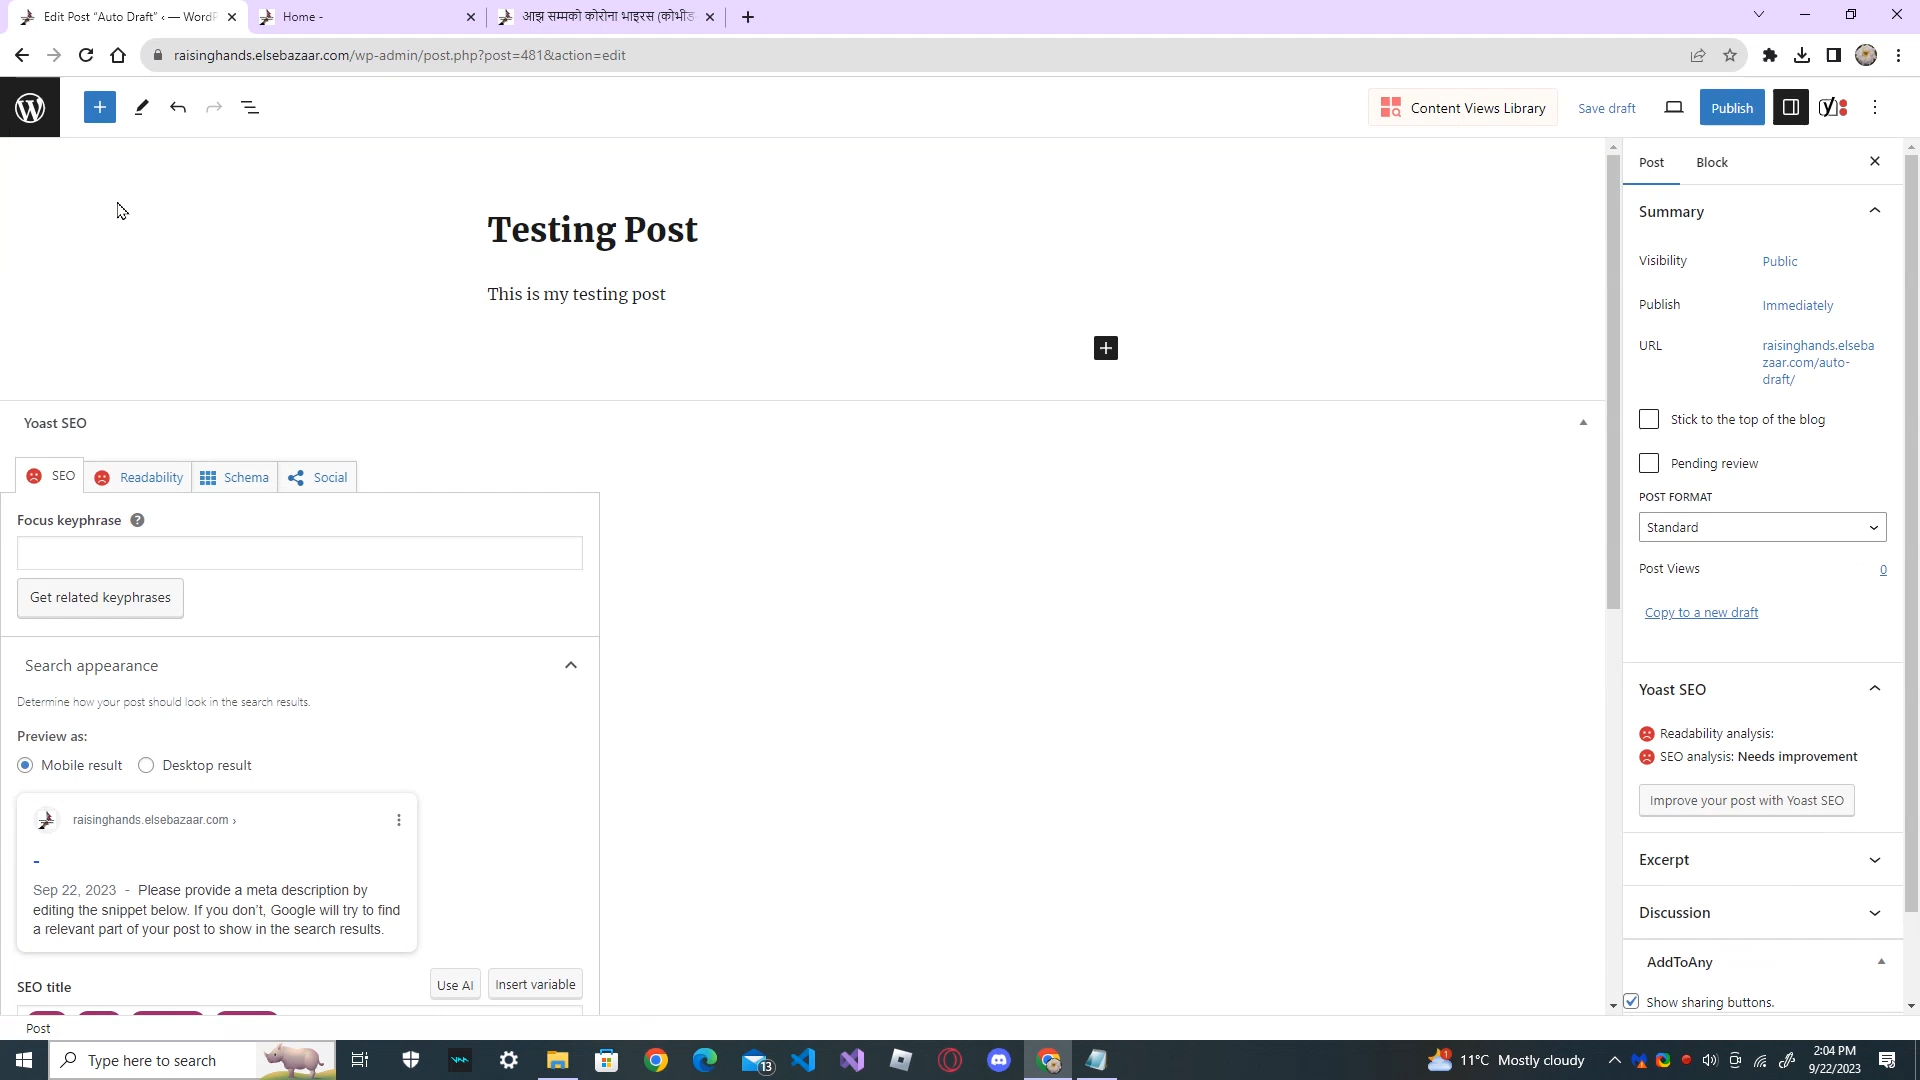 Edit Post “Auto Draft” ‹ — WordP
Home -
आझ सम्मको कोरोना भाइरस (कोभीड-
raisinghands.elsebazaar.com/wp-admin/post.php?post=481&action=edit
Content Views Library
Save draft
Publish
Testing Post
This is my testing post
Yoast SEO
SEO
Readability
Schema
Social
Focus keyphrase
Get related keyphrases
Search appearance
Determine how your post should look in the search results.
Preview as:
Mobile result
Desktop result
raisinghands.elsebazaar.com ›
-
Sep 22, 2023 - Please provide a meta description by
editing the snippet below. If you don’t, Google will try to find
a relevant part of your post to show in the search results.
SEO title
Use AI
Insert variable
Post
Post
Block
Summary
Visibility
Public
Publish
Immediately
URL
raisinghands.elseba
zaar.com/auto-
draft/
Stick to the top of the blog
Pending review
POST FORMAT
Standard
Post Views
0
Copy to a new draft
Yoast SEO
Readability analysis:
SEO analysis: Needs improvement
Improve your post with Yoast SEO
Excerpt
Discussion
AddToAny
Show sharing buttons.
Type here to search
13
1
11°C Mostly cloudy
2:04 PM
9/22/2023